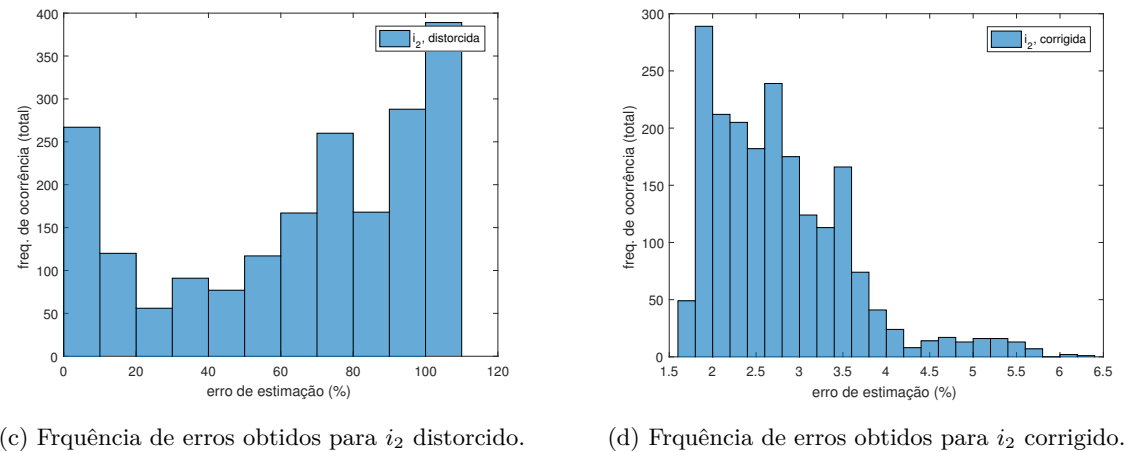 400
350
300
250
200
150
100
50
0
freq. de ocorrência (total)
i2, distorcida
0 20 40 60 80 100 120
erro de estimação (%)
(c) Frquência de erros obtidos para i2 distorcido.
300
250
200
150
100
50
0
freq. de ocorrência (total)
i2, corrigida
1.5 2 2.5 3 3.5 4 4.5 5 5.5 6 6.5
erro de estimação (%)
(d) Frquência de erros obtidos para i2 corrigido.